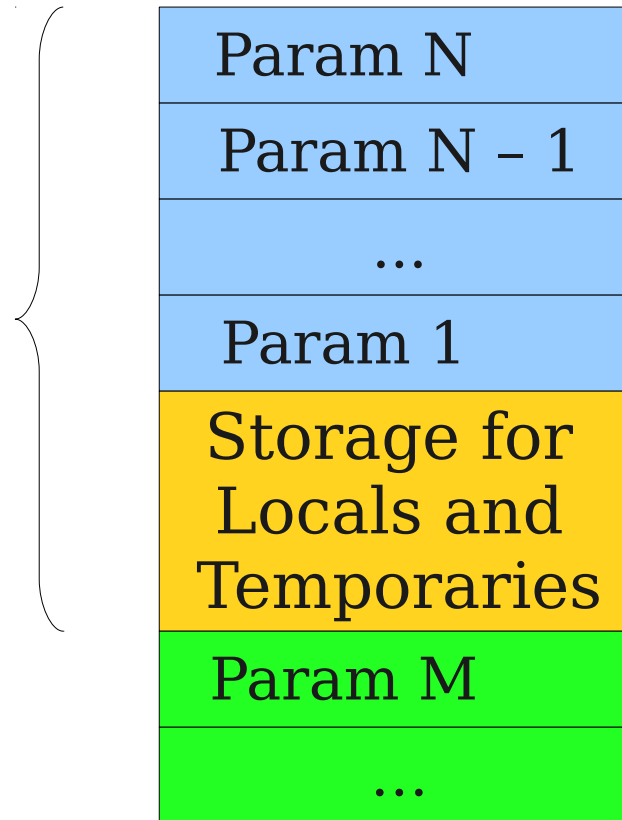 Param N
Param N – 1
...
Param 1
Storage for
Locals and
Temporaries
Param M
...